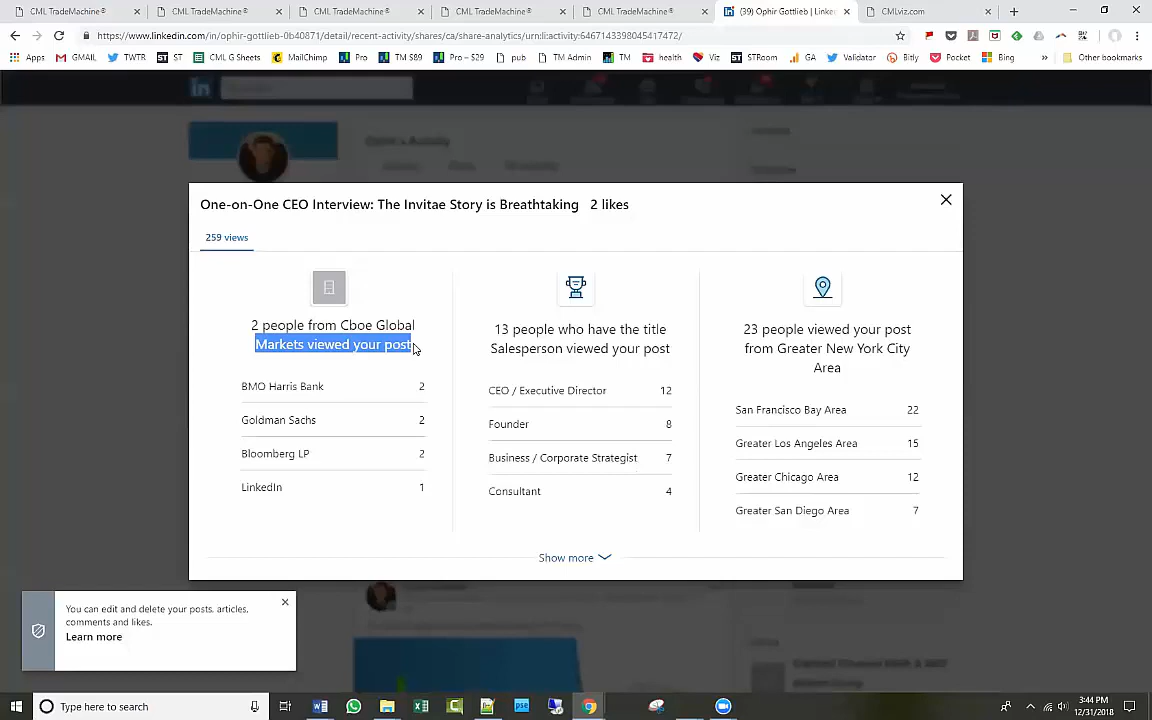 CML TradeMachine®
CML TradeMachine®
CML TradeMachine®
CML TradeMachine®
CML TradeMachine®
(39) Ophir Gottlieb | Linke
CMLviz.com
https://www.linkedin.com/in/ophir-gottlieb-0b40871/detail/recent-activity/shares/ca/share-analytics/urn:li:activity:6467143398045417472/
Apps
GMAIL
TWTR
ST
CML G Sheets
MailChimp
Pro
TM $89
Pro – $29
pub
TM Admin
TM
health
Viz
STRoom
GA
Validator
Bitly
Pocket
Bing
»
Other bookmarks
One-on-One CEO Interview: The Invitae Story is Breathtaking 2 likes
259 views
2 people from Cboe Global
Markets viewed your post
BMO Harris Bank 2
Goldman Sachs 2
Bloomberg LP 2
LinkedIn 1
13 people who have the title
Salesperson viewed your post
CEO / Executive Director 12
Founder 8
Business / Corporate Strategist 7
Consultant 4
23 people viewed your post
from Greater New York City
Area
San Francisco Bay Area 22
Greater Los Angeles Area 15
Greater Chicago Area 12
Greater San Diego Area 7
Show more
You can edit and delete your posts, articles,
comments and likes.
Learn more
Type here to search
3:44 PM
12/31/2018